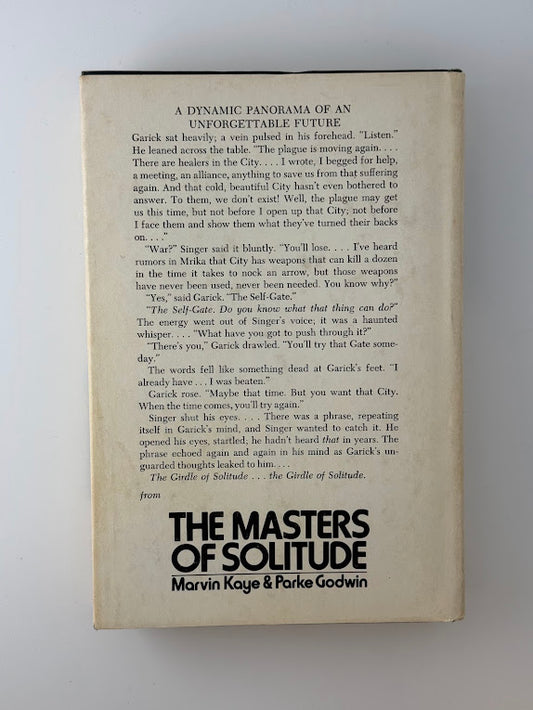 A DYNAMIC PANORAMA OF AN
UNFORGETTABLE FUTURE
Garick sat heavily; a vein pulsed in his forehead. "Listen."
He leaned across the table. "The plague is moving again. . . .
There are healers in the City. . . . I wrote, I begged for help,
a meeting, an alliance, anything to save us from that suffering
again. And that cold, beautiful City hasn't even bothered to
answer. To them, we don't exist! Well, the plague may get
us this time, but not before I open up that City; not before
I face them and show them what they've turned their backs
on. . . ."
"War?" Singer said it bluntly. "You'll lose. . . . I've heard
rumors in Mrika that City has weapons that can kill a dozen
in the time it takes to nock an arrow, but those weapons
have never been used, never been needed. You know why?"
"Yes," said Garick. "The Self-Gate."
"The Self-Gate. Do you know what that thing can do?"
The energy went out of Singer's voice; it was a haunted
whisper. . . . "What have you got to push through it?"
"There's you," Garick drawled. "You'll try that Gate some-
day."
The words fell like something dead at Garick's feet. "I
already have . . . I was beaten."
Garick rose. "Maybe that time. But you want that City.
When the time comes, you'll try again."
Singer shut his eyes. . . . There was a phrase, repeating
itself in Garick's mind, and Singer wanted to catch it. He
opened his eyes, startled; he hadn't heard that in years. The
phrase echoed again and again in his mind as Garick's un-
guarded thoughts leaked to him. . . .
The Girdle of Solitude . . . the Girdle of Solitude.
from
THE MASTERS
OF SOLITUDE
Marvin Kaye & Parke Godwin